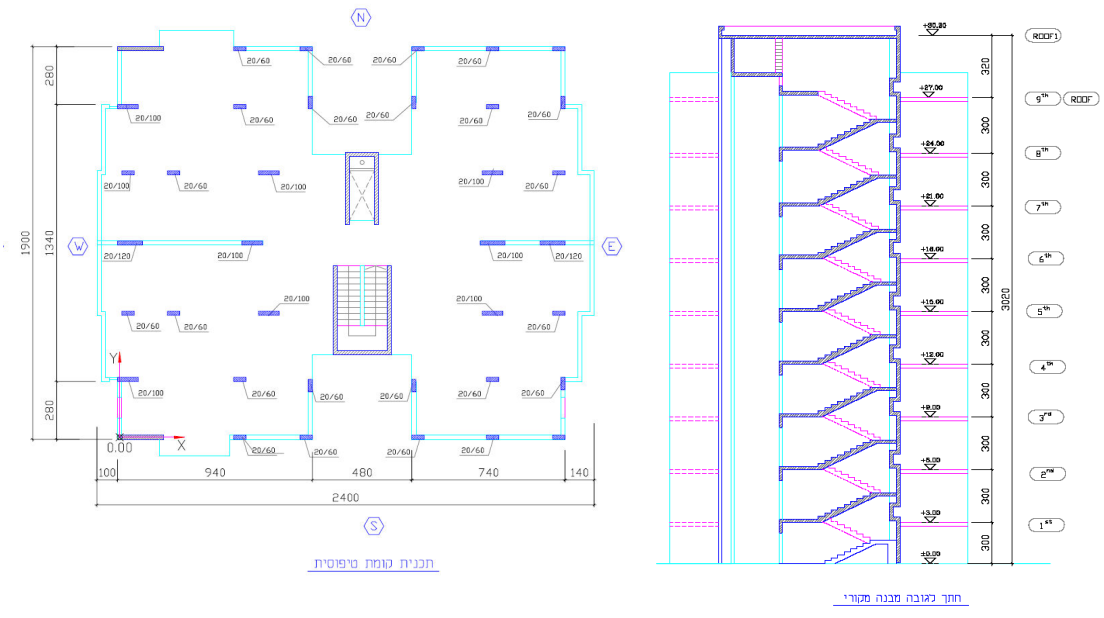 N
20/60 20/60 20/60 20/60
280
20/100 20/60 20/60 20/60 20/60 20/60
20/100 20/60 20/100 20/100 20/60
1900 1340 W E
20/120 20/100 20/100 20/120
20/100 20/100
20/60 20/60 20/60
Y
20/100 20/60 20/60 20/60 20/60 20/60
280
0.00 X
20/60 20/60 20/60 20/60
100 940 480 740 140
2400
S
תכנית קומת טיפוסית
+30.20 ROOF1
320
+27.00 9th ROOF
300
+24.00 8th
300
+21.00 7th
300
+18.00 6th
300
3020
+15.00 5th
300
+12.00 4th
300
+9.00 3rd
300
+6.00 2nd
300
+3.00 1st
300
±0.00
חתך לגובה מבנה מקורי